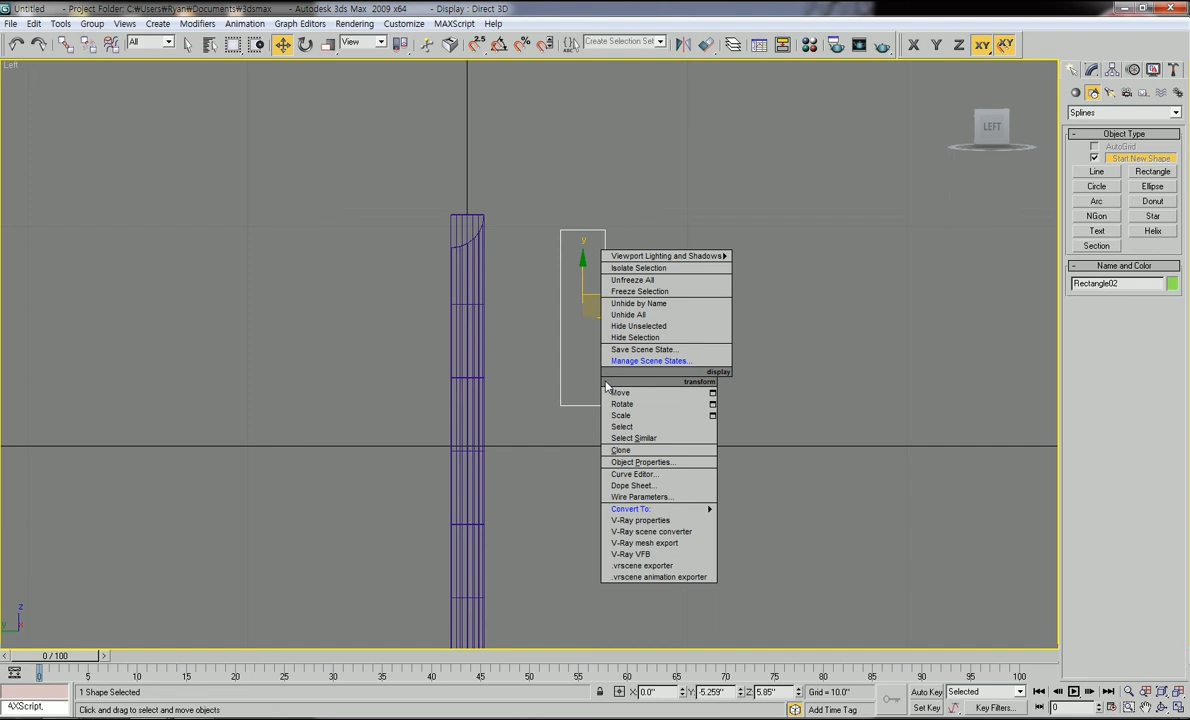 Untitled - Project Folder: C:₩Users₩Ryan₩Documents₩3dsmax - Autodesk 3ds Max 2009 x64 - Display : Direct 3D
File Edit Tools Group Views Create Modifiers Animation Graph Editors Rendering Customize MAXScript Help
All View 2.5 ABC Create Selection Set X Y Z XY XY
Left
LEFT
Splines
- Object Type
AutoGrid
Start New Shape
Line Rectangle
Circle Ellipse
Arc Donut
NGon Star
Text Helix
Section
- Name and Color
Rectangle02
y
Viewport Lighting and Shadows
Isolate Selection
Unfreeze All
Freeze Selection
Unhide by Name
Unhide All
Hide Unselected
Hide Selection
Save Scene State...
Manage Scene States...
display
transform
Move
Rotate
Scale
Select
Select Similar
Clone
Object Properties...
Curve Editor...
Dope Sheet...
Wire Parameters...
Convert To:
V-Ray properties
V-Ray scene converter
V-Ray mesh export
V-Ray VFB
.vrscene exporter
.vrscene animation exporter
z
y x
< 0 / 100 >
0 5 10 15 20 25 30 35 40 45 50 55 60 65 70 75 80 85 90 95 100
1 Shape Selected X: 0.0" Y: -5.259" Z: 5.85" Grid = 10.0" Auto Key Selected
AXScript, Click and drag to select and move objects Add Time Tag Set Key Key Filters... 0